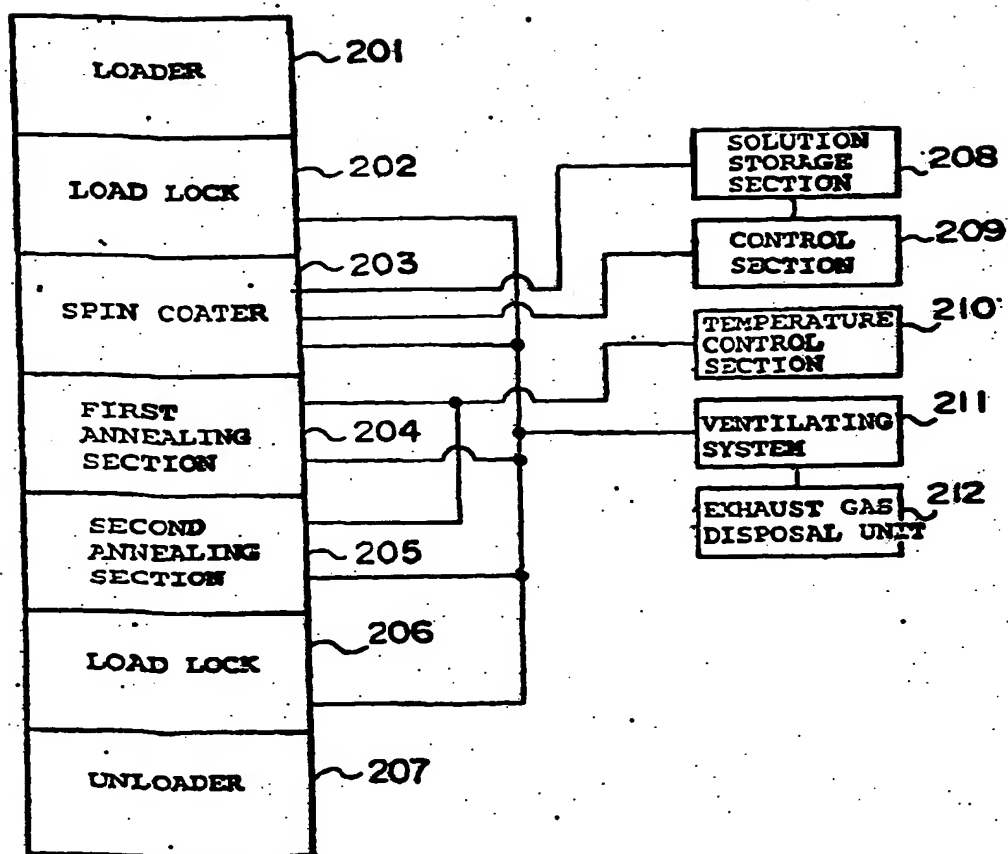 LOADER
201
LOAD LOCK
202
SPIN COATER
203
FIRST
ANNEALING
SECTION
204
SECOND
ANNEALING
SECTION
205
LOAD LOCK
206
UNLOADER
207
SOLUTION
STORAGE
SECTION
208
CONTROL
SECTION
209
TEMPERATURE
CONTROL
SECTION
210
VENTILATING
SYSTEM
211
EXHAUST GAS
DISPOSAL UNIT
212